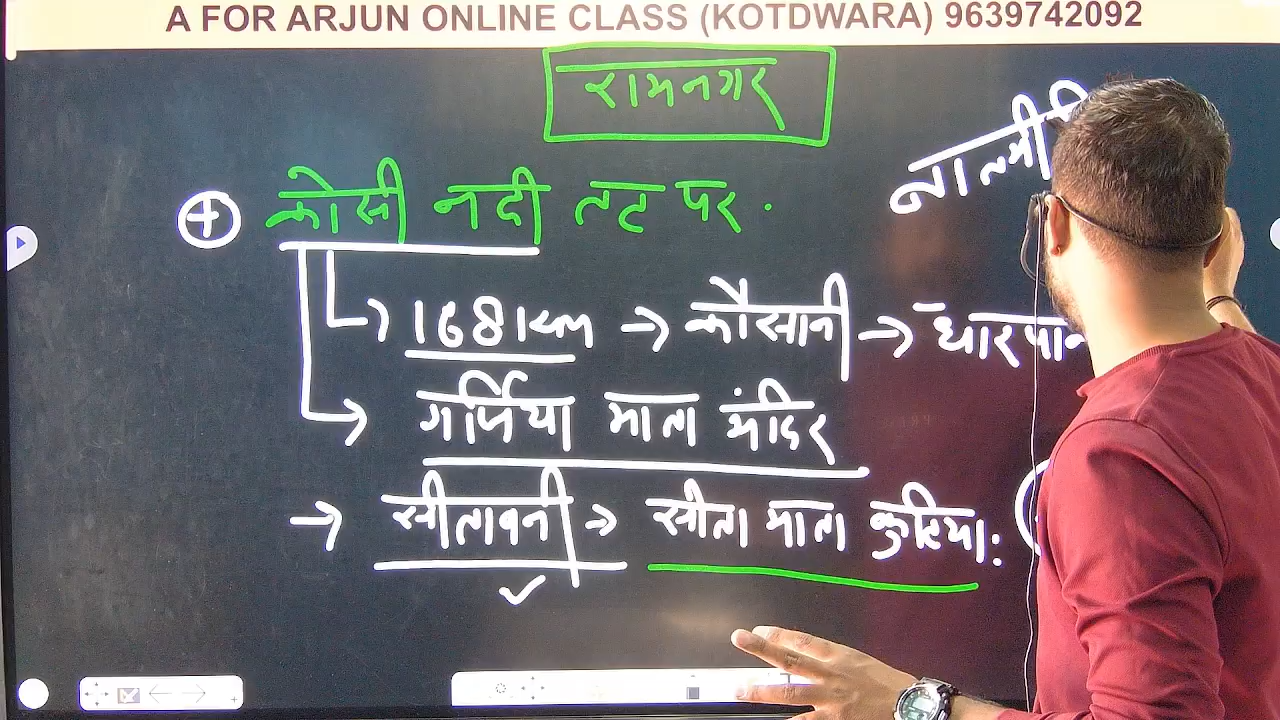 A FOR ARJUN ONLINE CLASS (KOTDWARA) 9639742092
रामनगर
कोसी नदी तट पर.
168 km → कौसानी → धारपान
गर्जिया माता मंदिर
→ सीतावनी → सीता माता कुटिया: